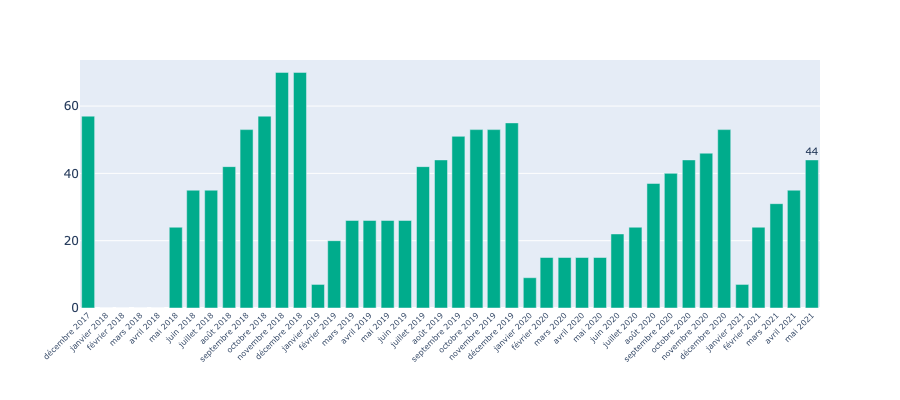 60
40
20
0
44
décembre 2017
janvier 2018
février 2018
mars 2018
avril 2018
mai 2018
juin 2018
juillet 2018
août 2018
septembre 2018
octobre 2018
novembre 2018
décembre 2018
janvier 2019
février 2019
mars 2019
avril 2019
mai 2019
juin 2019
juillet 2019
août 2019
septembre 2019
octobre 2019
novembre 2019
décembre 2019
janvier 2020
février 2020
mars 2020
avril 2020
mai 2020
juin 2020
juillet 2020
août 2020
septembre 2020
octobre 2020
novembre 2020
décembre 2020
janvier 2021
février 2021
mars 2021
avril 2021
mai 2021